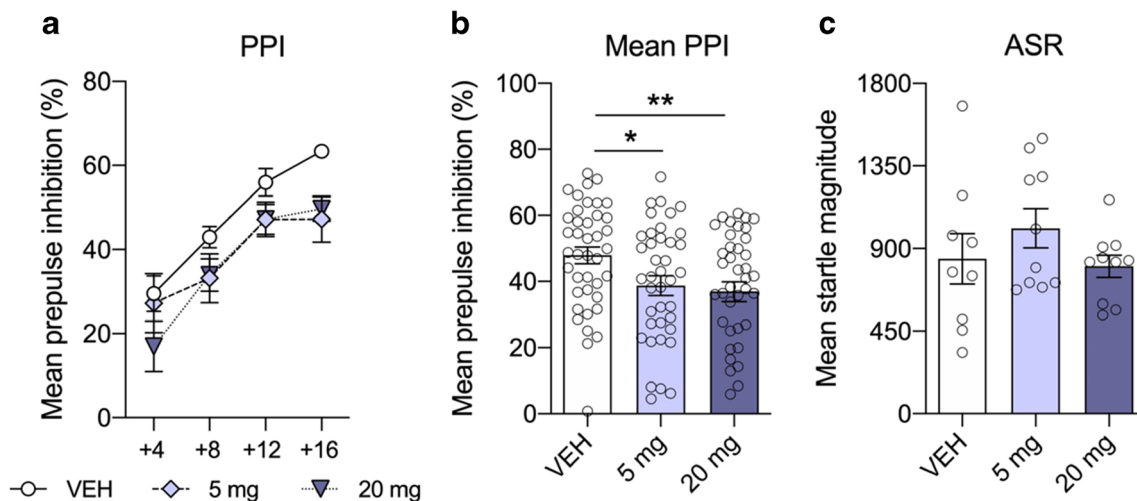 a
PPI
Mean prepulse inhibition (%)
80
60
40
20
0
+4 +8 +12 +16
VEH 5 mg 20 mg
b
Mean PPI
Mean prepulse inhibition (%)
100
80
60
40
20
0
**
*
VEH 5 mg 20 mg
c
ASR
Mean startle magnitude
1800
1350
900
450
0
VEH 5 mg 20 mg